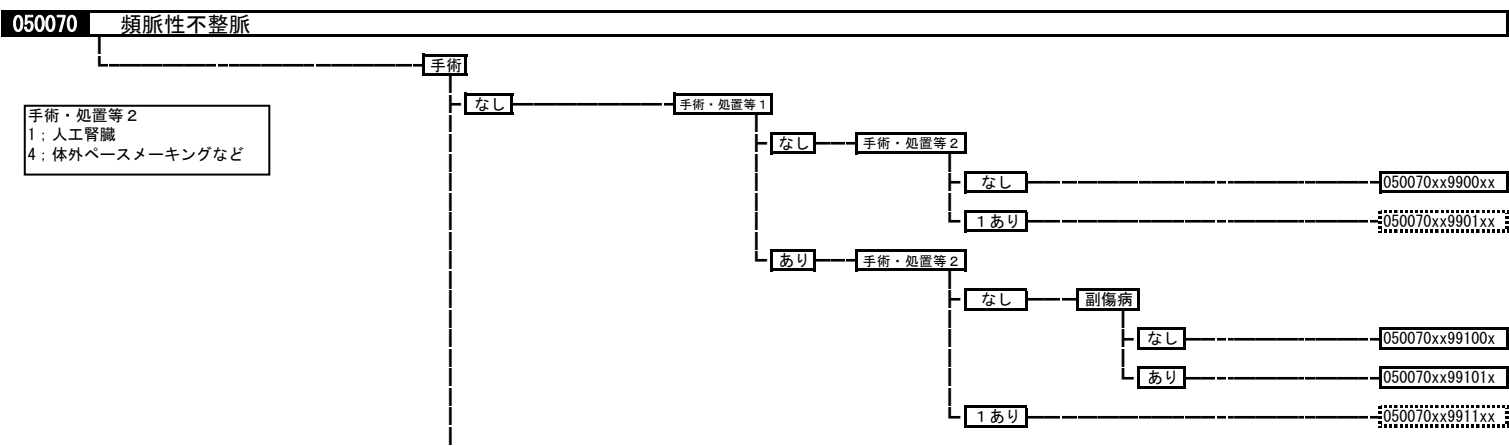 050070 頻脈性不整脈
手術
手術・処置等２
1；人工腎臓
4；体外ペースメーキングなど
なし 手術・処置等１
なし 手術・処置等２
なし 050070xx9900xx
１あり 050070xx9901xx
あり 手術・処置等２
なし 副傷病
なし 050070xx99100x
あり 050070xx99101x
１あり 050070xx9911xx